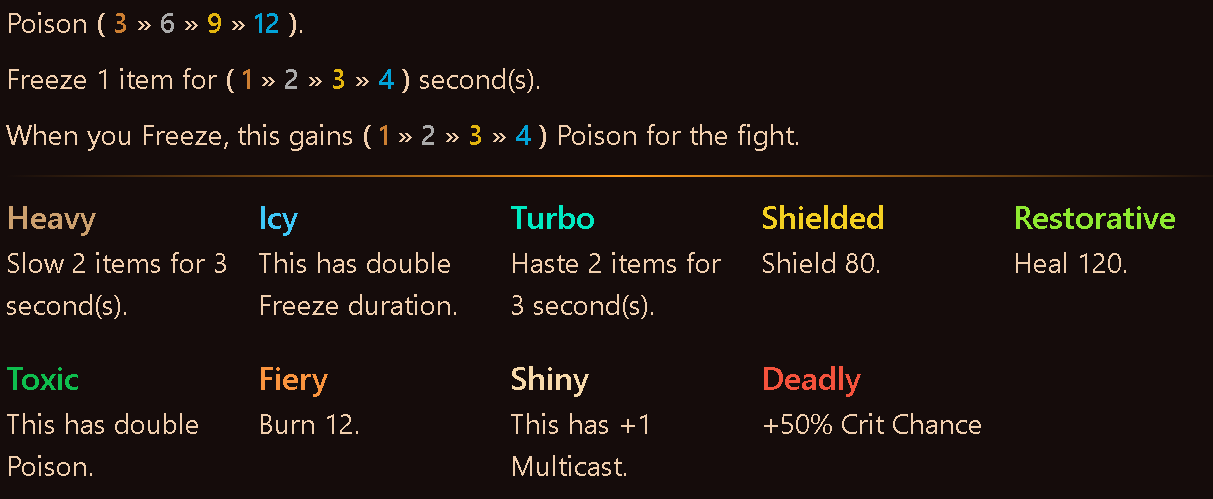 Poison ( 3 » 6 » 9 » 12 ).
Freeze 1 item for ( 1 » 2 » 3 » 4 ) second(s).
When you Freeze, this gains ( 1 » 2 » 3 » 4 ) Poison for the fight.
Heavy
Slow 2 items for 3
second(s).
Icy
This has double
Freeze duration.
Turbo
Haste 2 items for
3 second(s).
Shielded
Shield 80.
Restorative
Heal 120.
Toxic
This has double
Poison.
Fiery
Burn 12.
Shiny
This has +1
Multicast.
Deadly
+50% Crit Chance